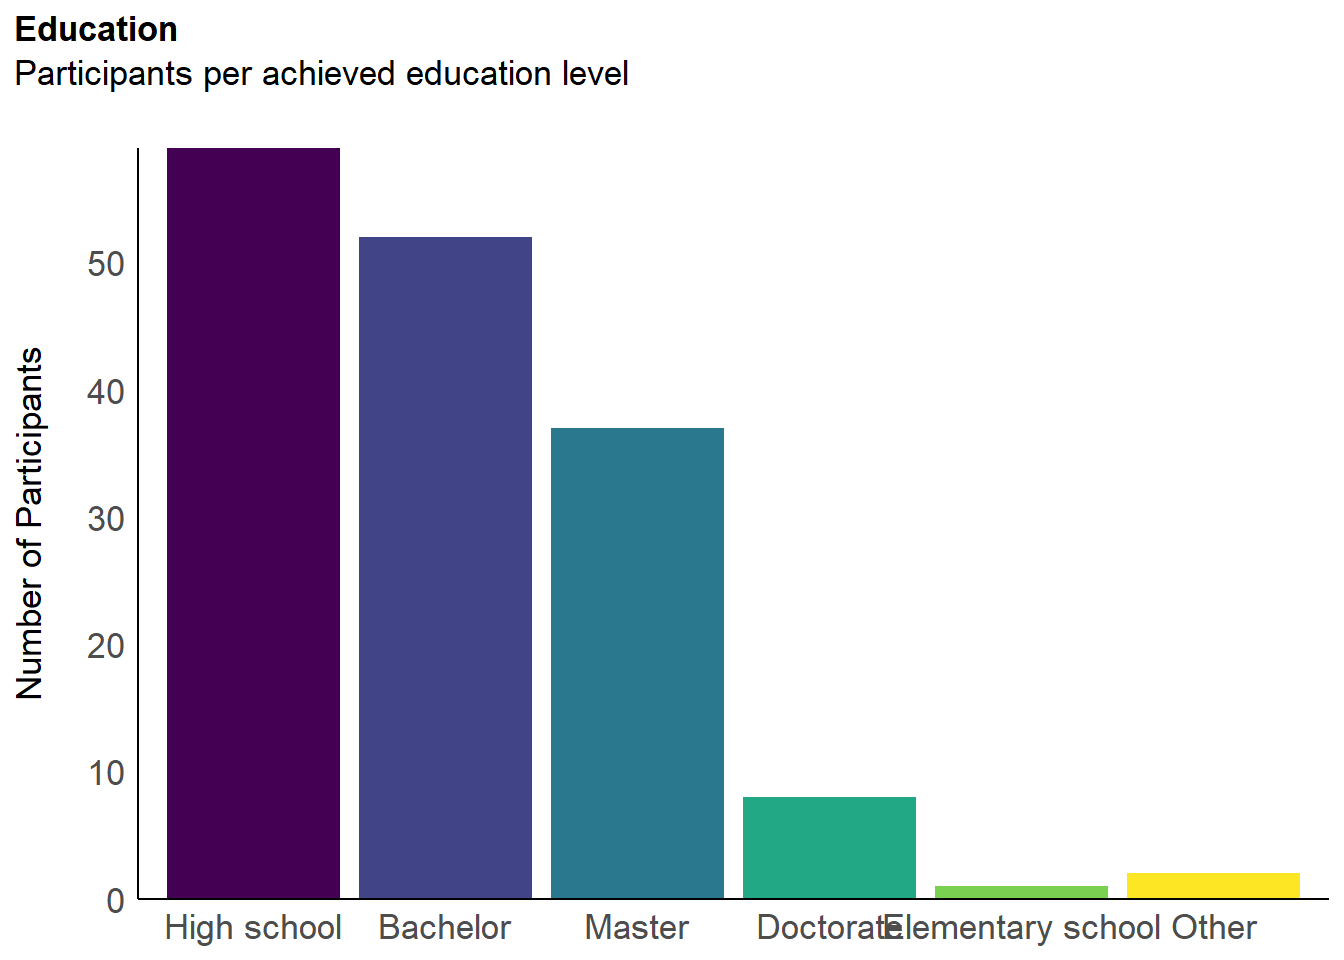 Education
Participants per achieved education level
Number of Participants
50
40
30
20
10
0
High school Bachelor Master Doctorate Elementary school Other